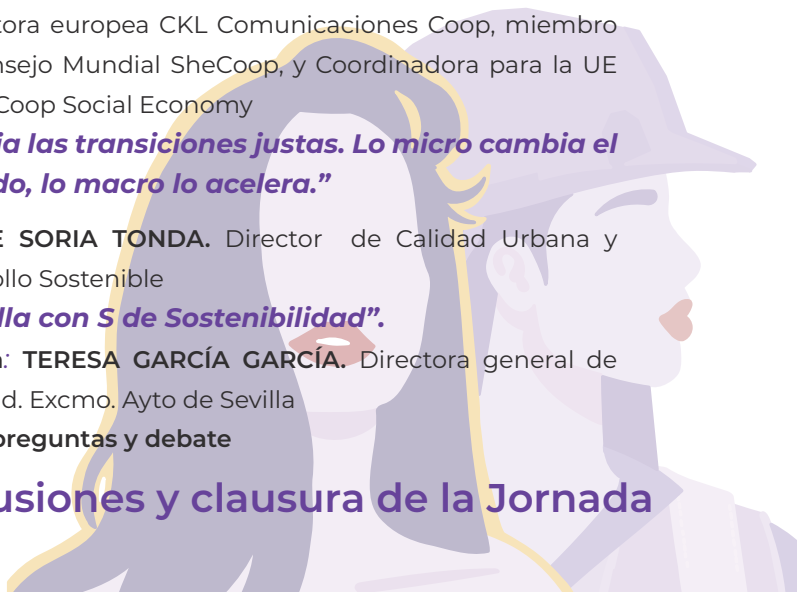 tora europea CKL Comunicaciones Coop, miembro
nsejo Mundial SheCoop, y Coordinadora para la UE
Coop Social Economy
ia las transiciones justas. Lo micro cambia el
do, lo macro lo acelera.”
E SORIA TONDA. Director de Calidad Urbana y
ollo Sostenible
lla con S de Sostenibilidad”.
a: TERESA GARCÍA GARCÍA. Directora general de
d. Excmo. Ayto de Sevilla
preguntas y debate
usiones y clausura de la Jornada